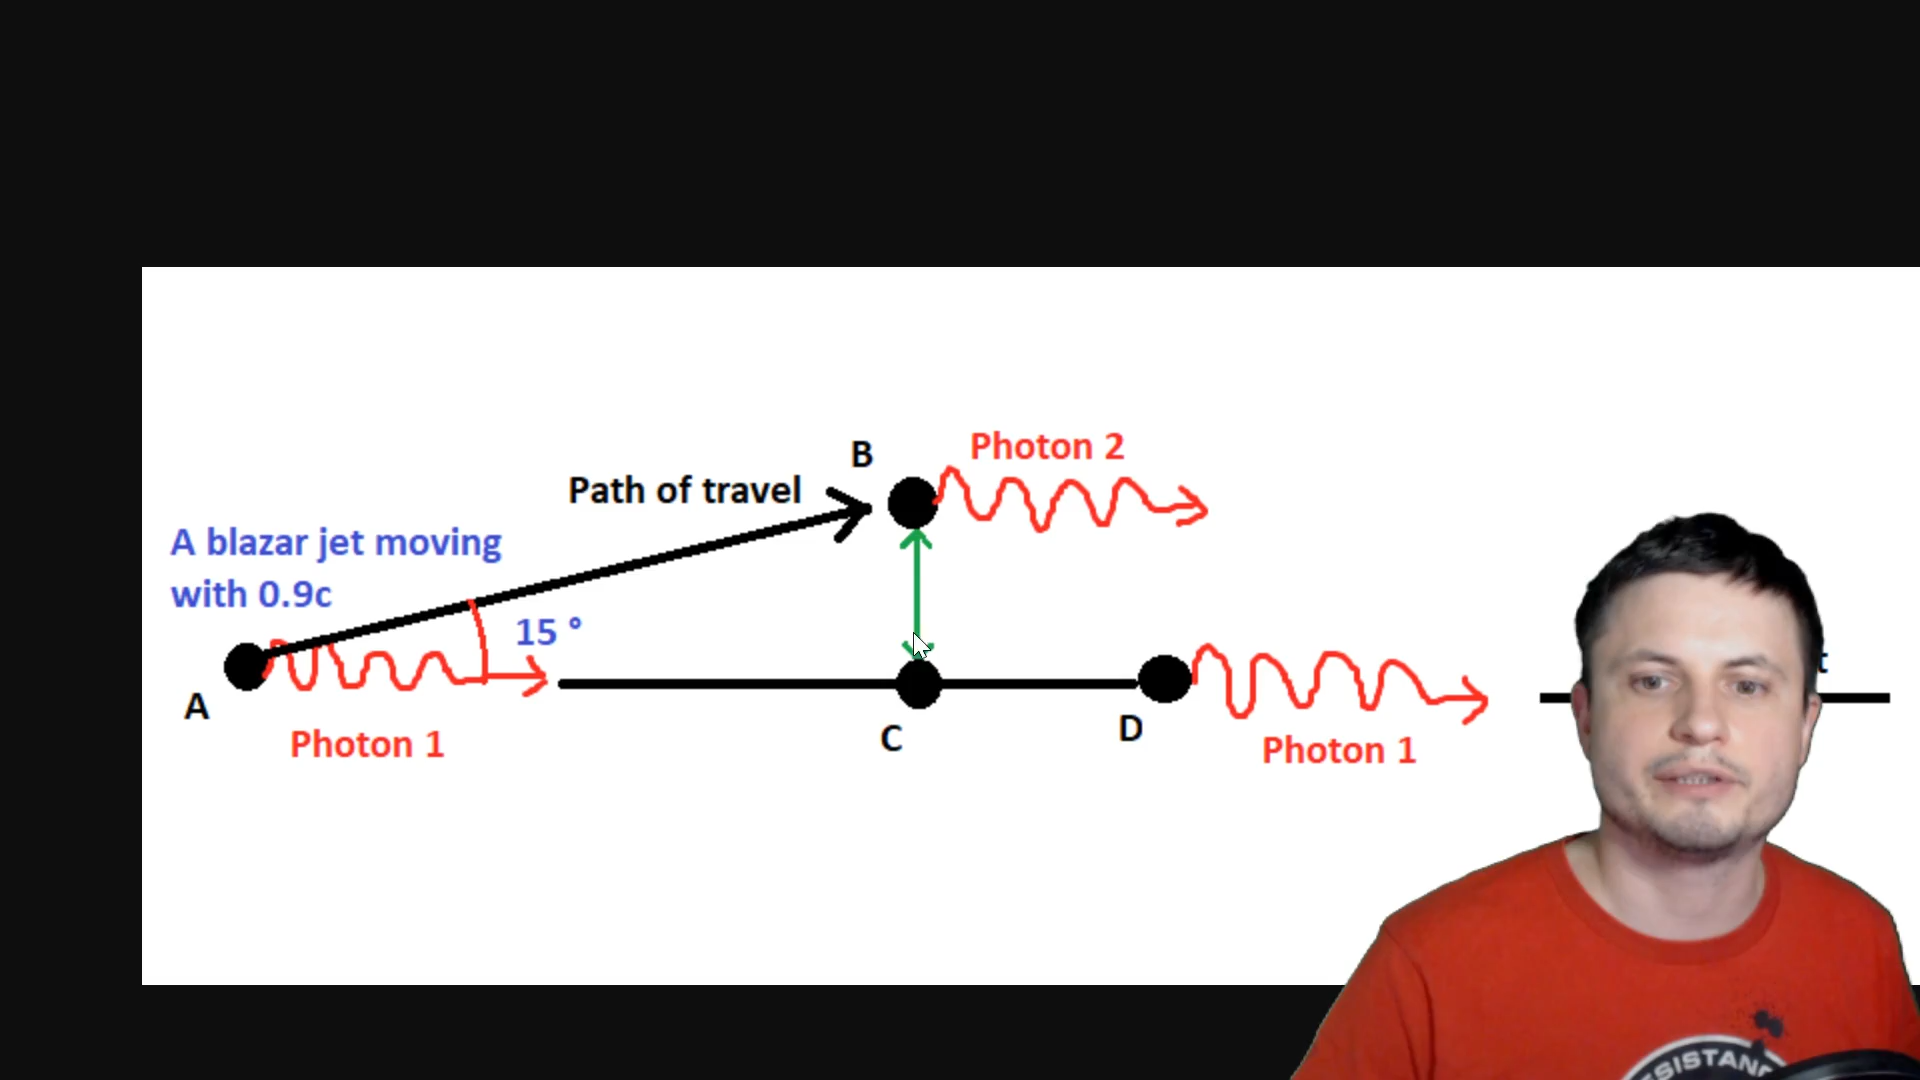 B
Photon 2
Path of travel
A blazar jet moving
with 0.9c
15 °
A
Photon 1
C
D
Photon 1
t